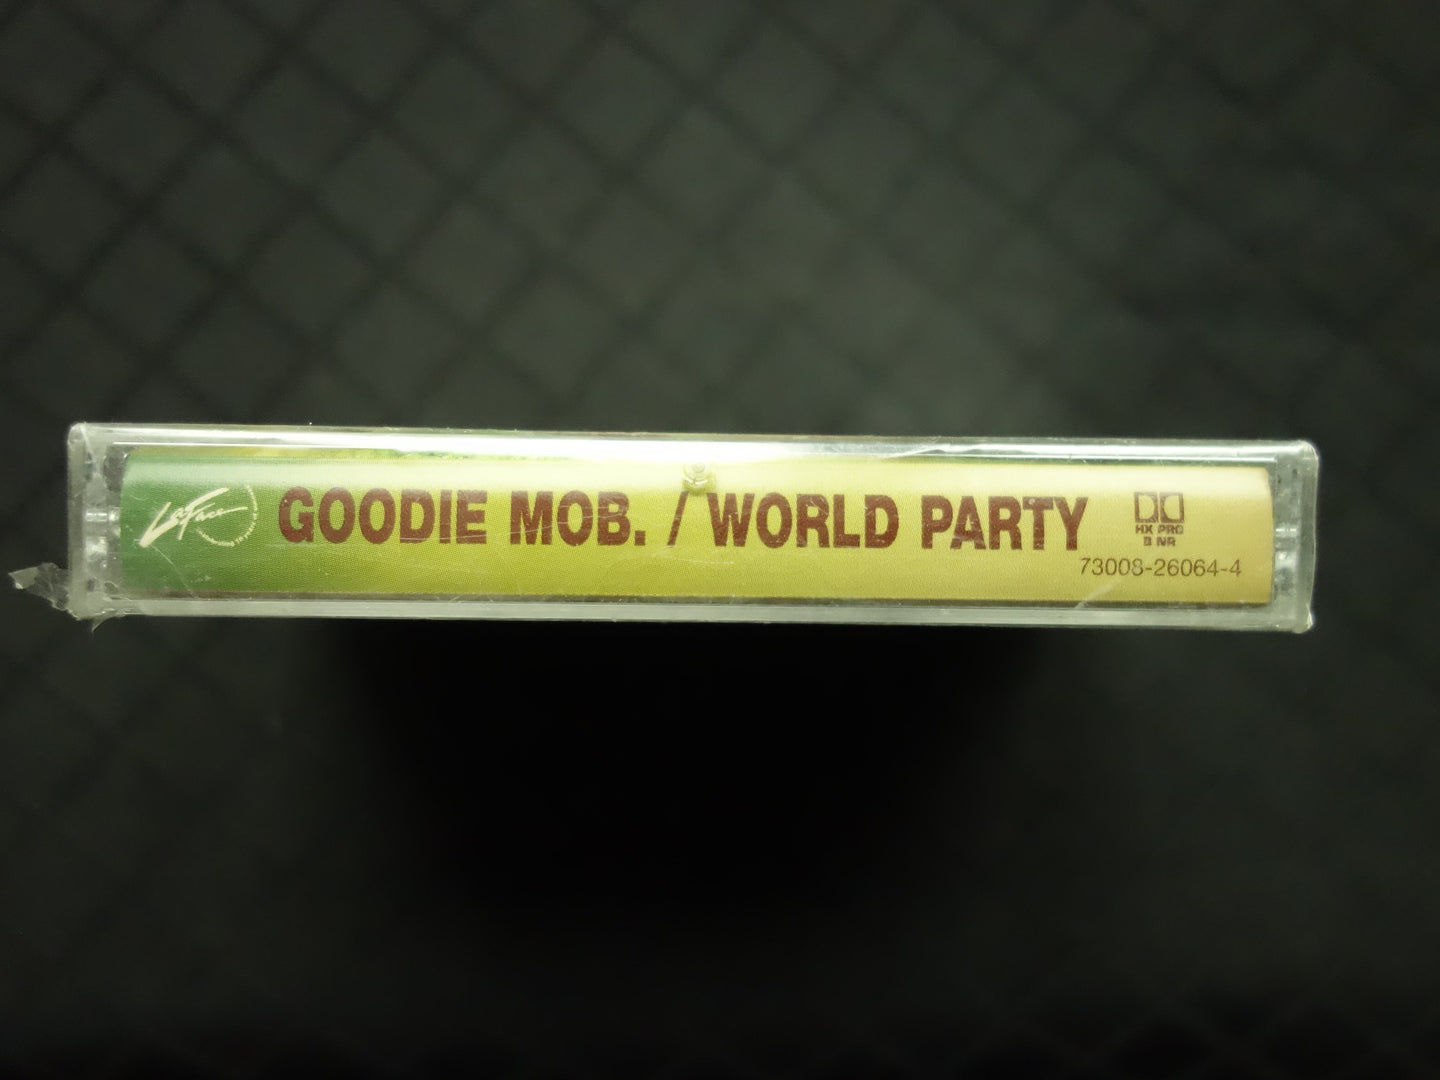 LaFace
GOODIE MOB. / WORLD PARTY
HX PRO
B NR
73008-26064-4